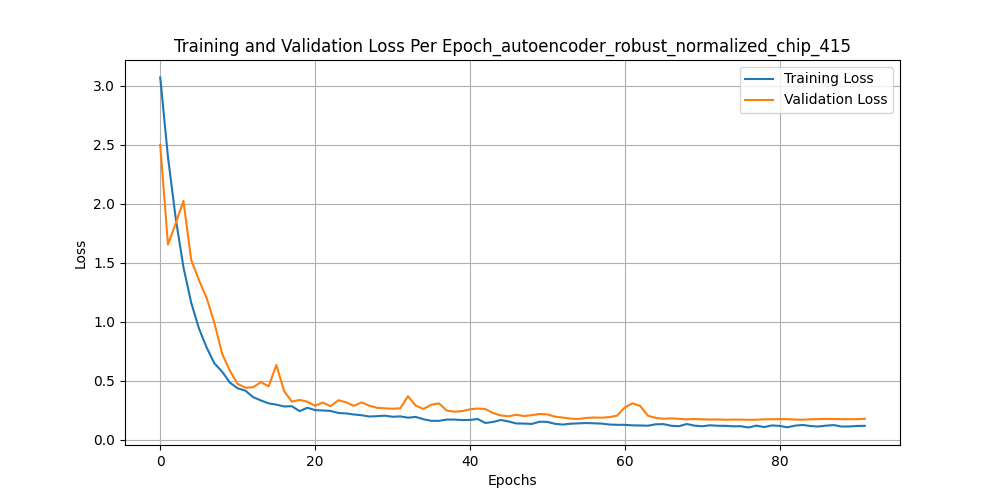 Training and Validation Loss Per Epoch_autoencoder_robust_normalized_chip_415
Training Loss
Validation Loss
3.0
2.5
2.0
1.5
1.0
0.5
0.0
Loss
0 20 40 60 80
Epochs